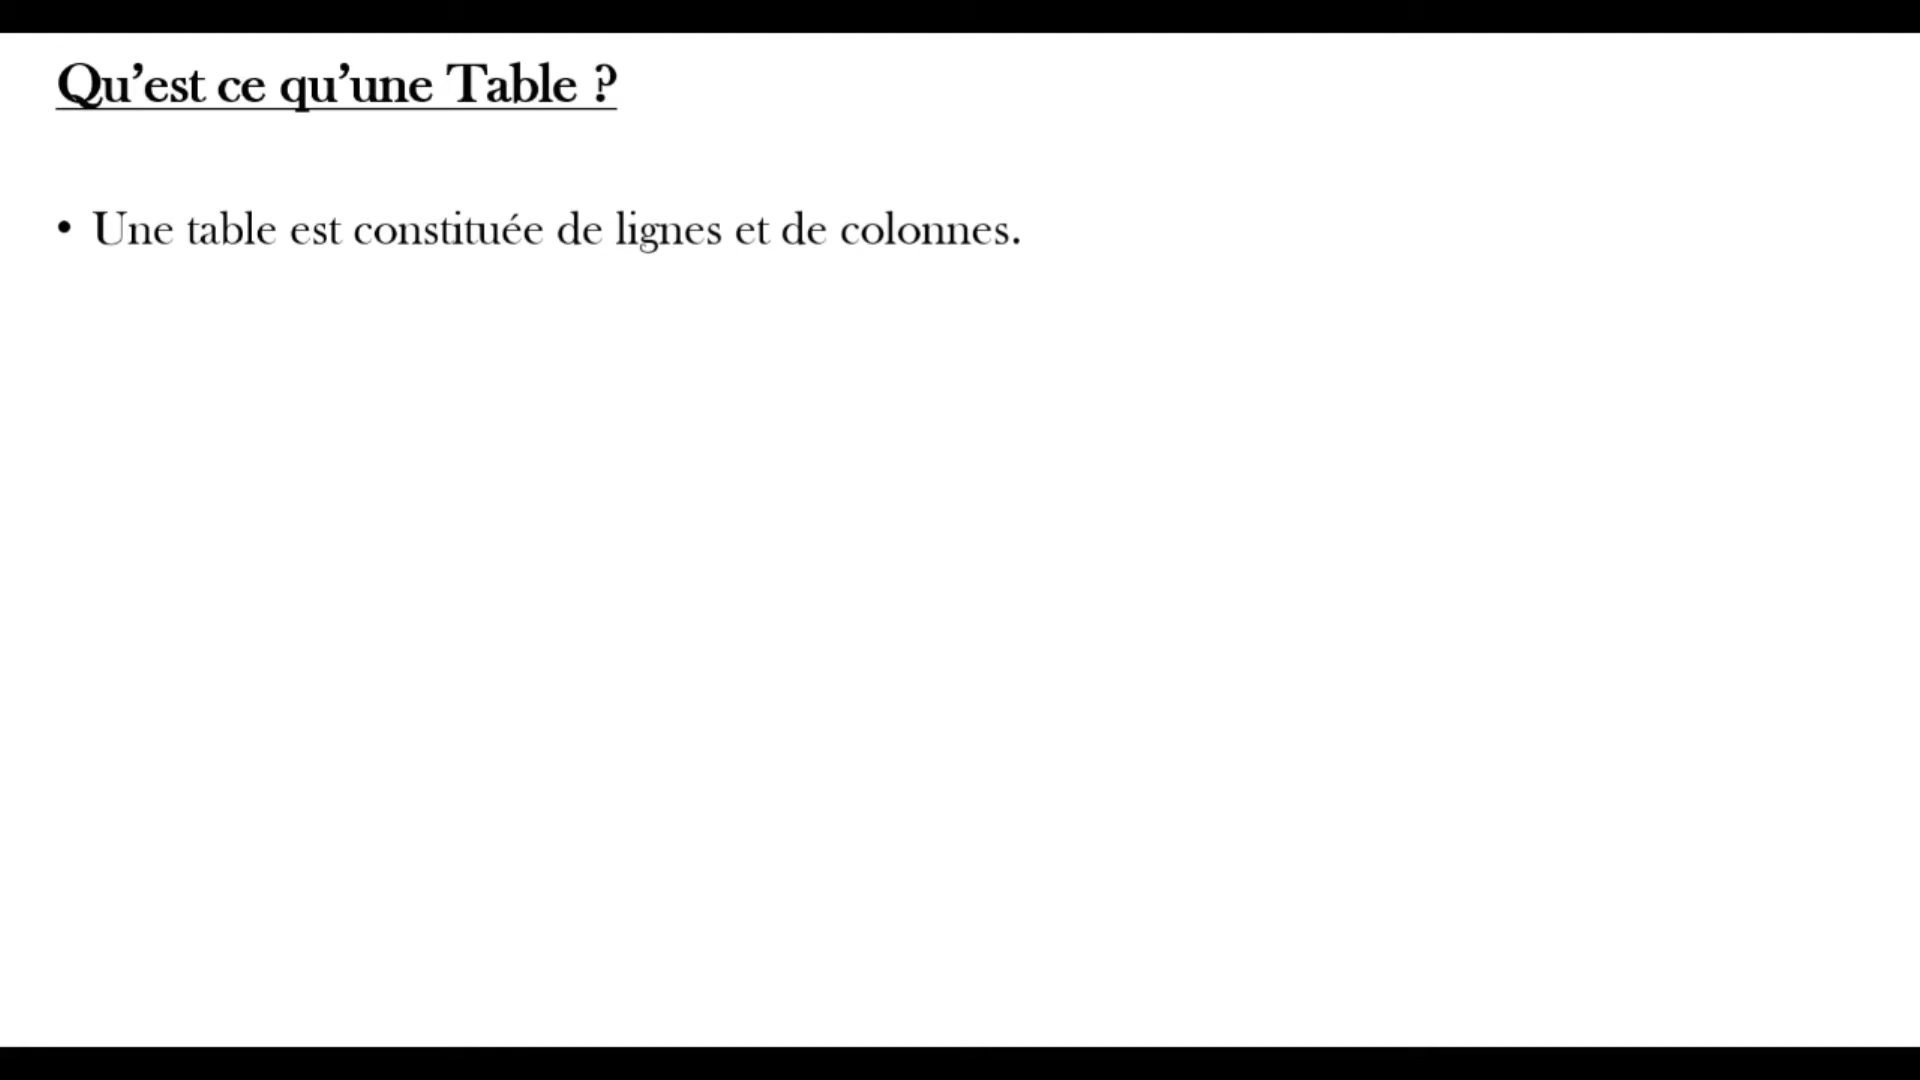 Qu’est ce qu’une Table ?
• Une table est constituée de lignes et de colonnes.